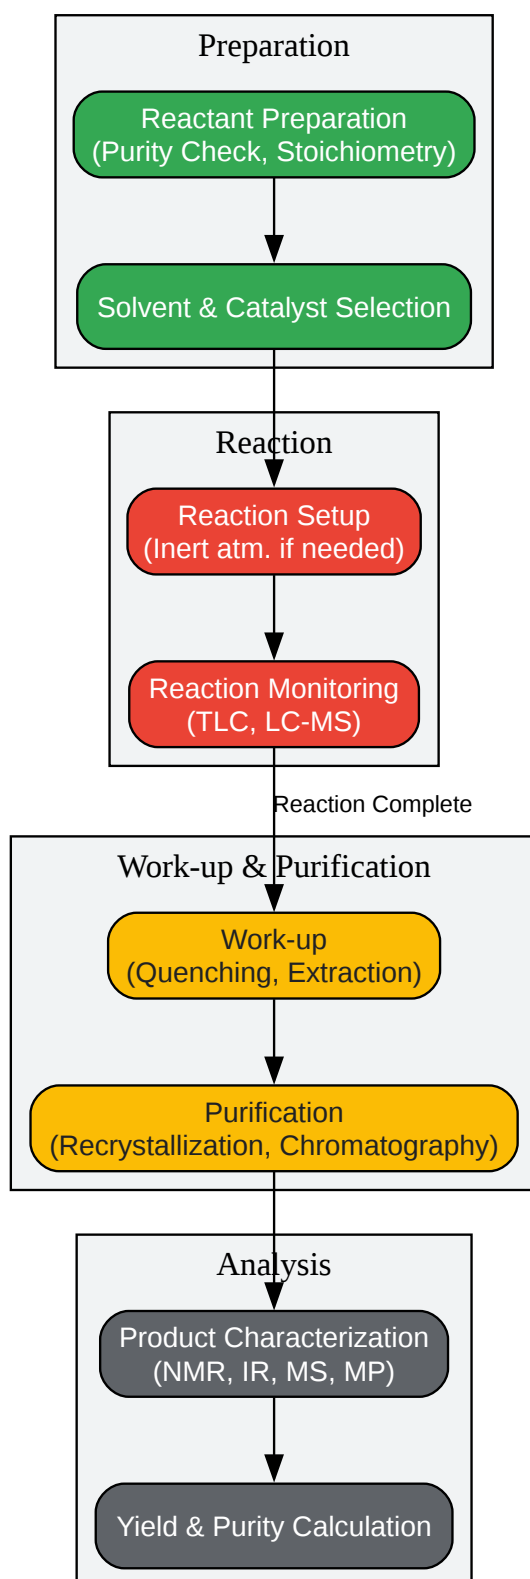 Preparation
Reactant Preparation
(Purity Check, Stoichiometry)
Solvent & Catalyst Selection
Reaction
Reaction Setup
(Inert atm. if needed)
Reaction Monitoring
(TLC, LC-MS)
Reaction Complete
Work-up & Purification
Work-up
(Quenching, Extraction)
Purification
(Recrystallization, Chromatography)
Analysis
Product Characterization
(NMR, IR, MS, MP)
Yield & Purity Calculation